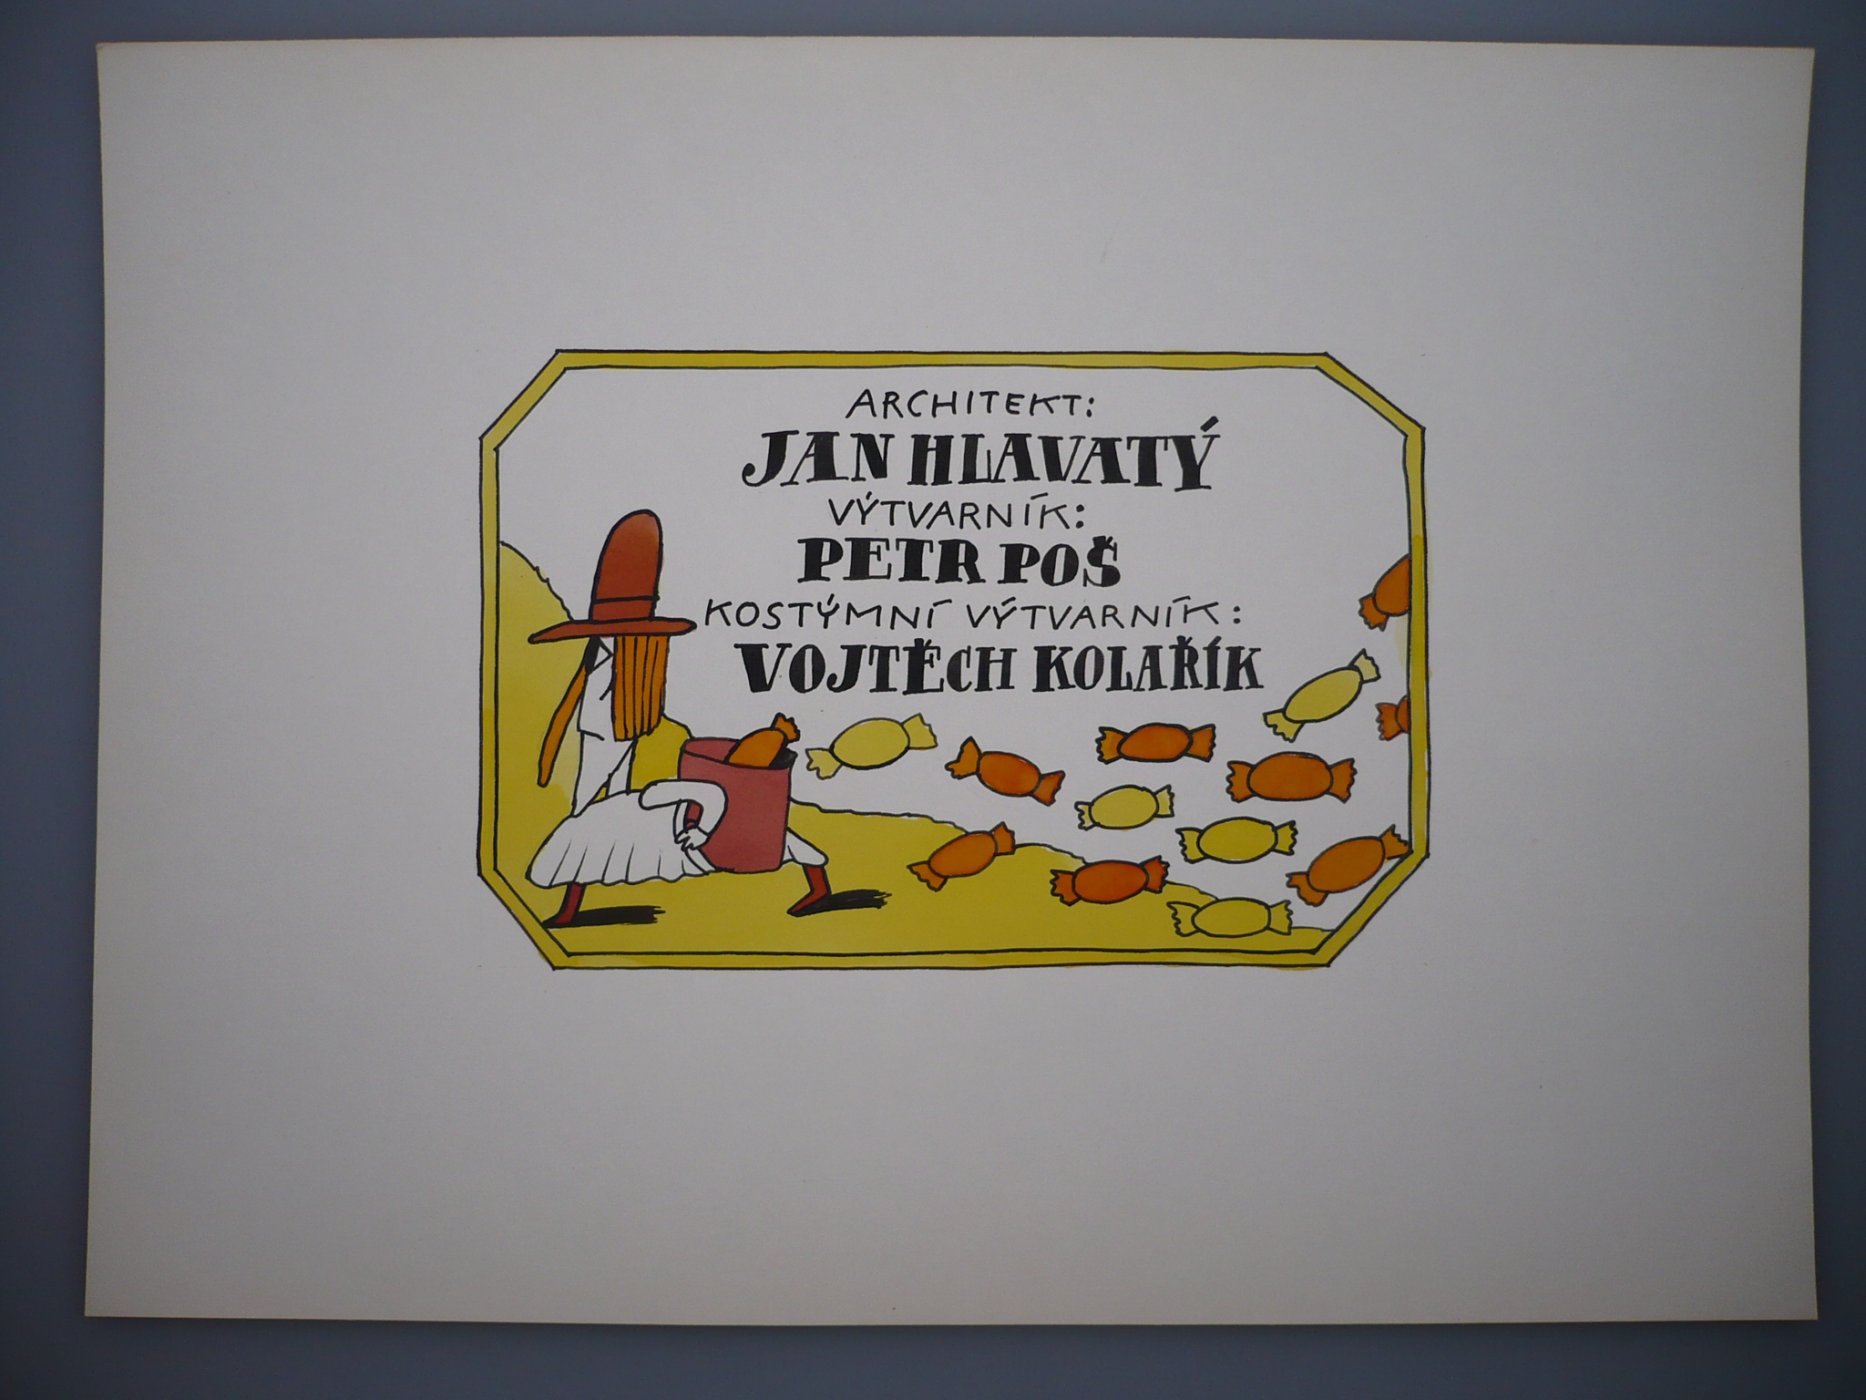 ARCHITEKT:
JAN HLAVATÝ
VÝTVARNÍK:
PETR POŠ
KOSTÝMNÍ VÝTVARNÍK:
VOJTĚCH KOLAŘÍK